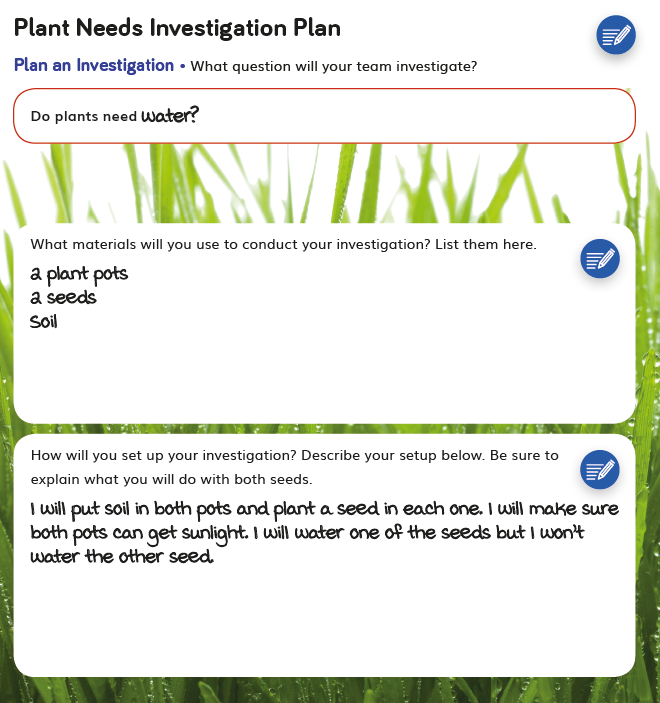 Plant Needs Investigation Plan
Plan an Investigation • What question will your team investigate?
Do plants need water?
What materials will you use to conduct your investigation? List them here.
2 plant pots
2 seeds
Soil
How will you set up your investigation? Describe your setup below. Be sure to
explain what you will do with both seeds.
I will put soil in both pots and plant a seed in each one. I will make sure
both pots can get sunlight. I will water one of the seeds but I won't
water the other seed.